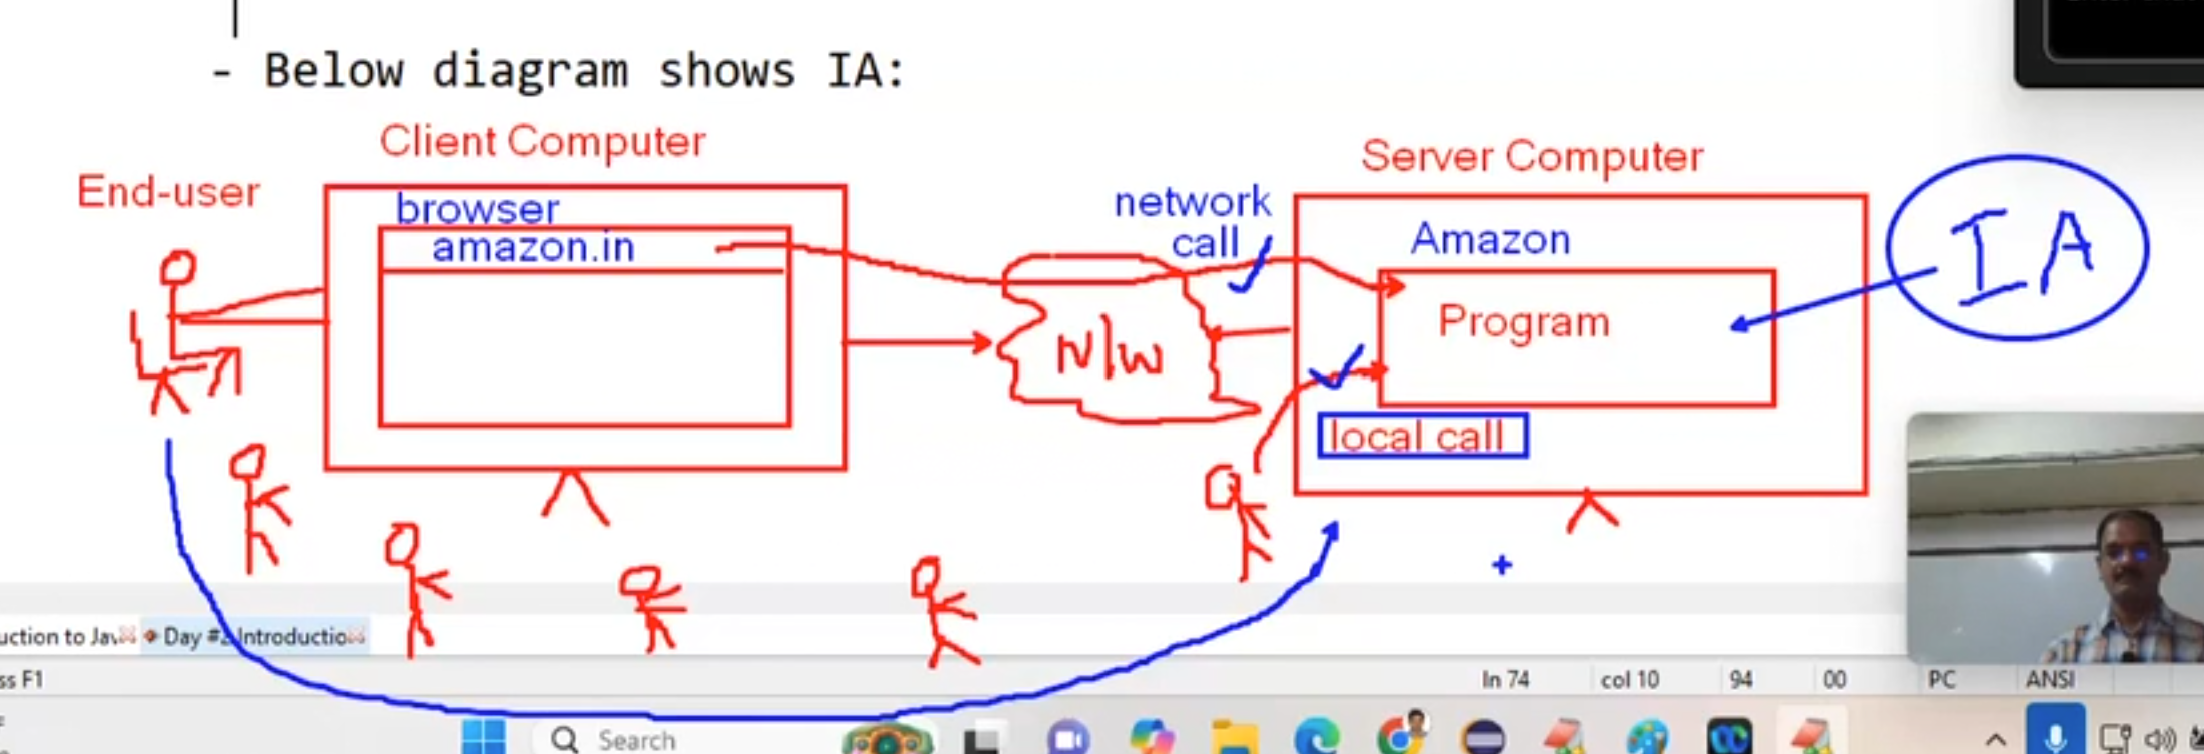 - Below diagram shows IA:
Client Computer
Server Computer
End-user
browser
amazon.in
network
call
Amazon
IA
Program
N/W
local call
uction to Jav
Day #2 Introductio
ss F1
ln 74
col 10
94
00
PC
ANSI
Search